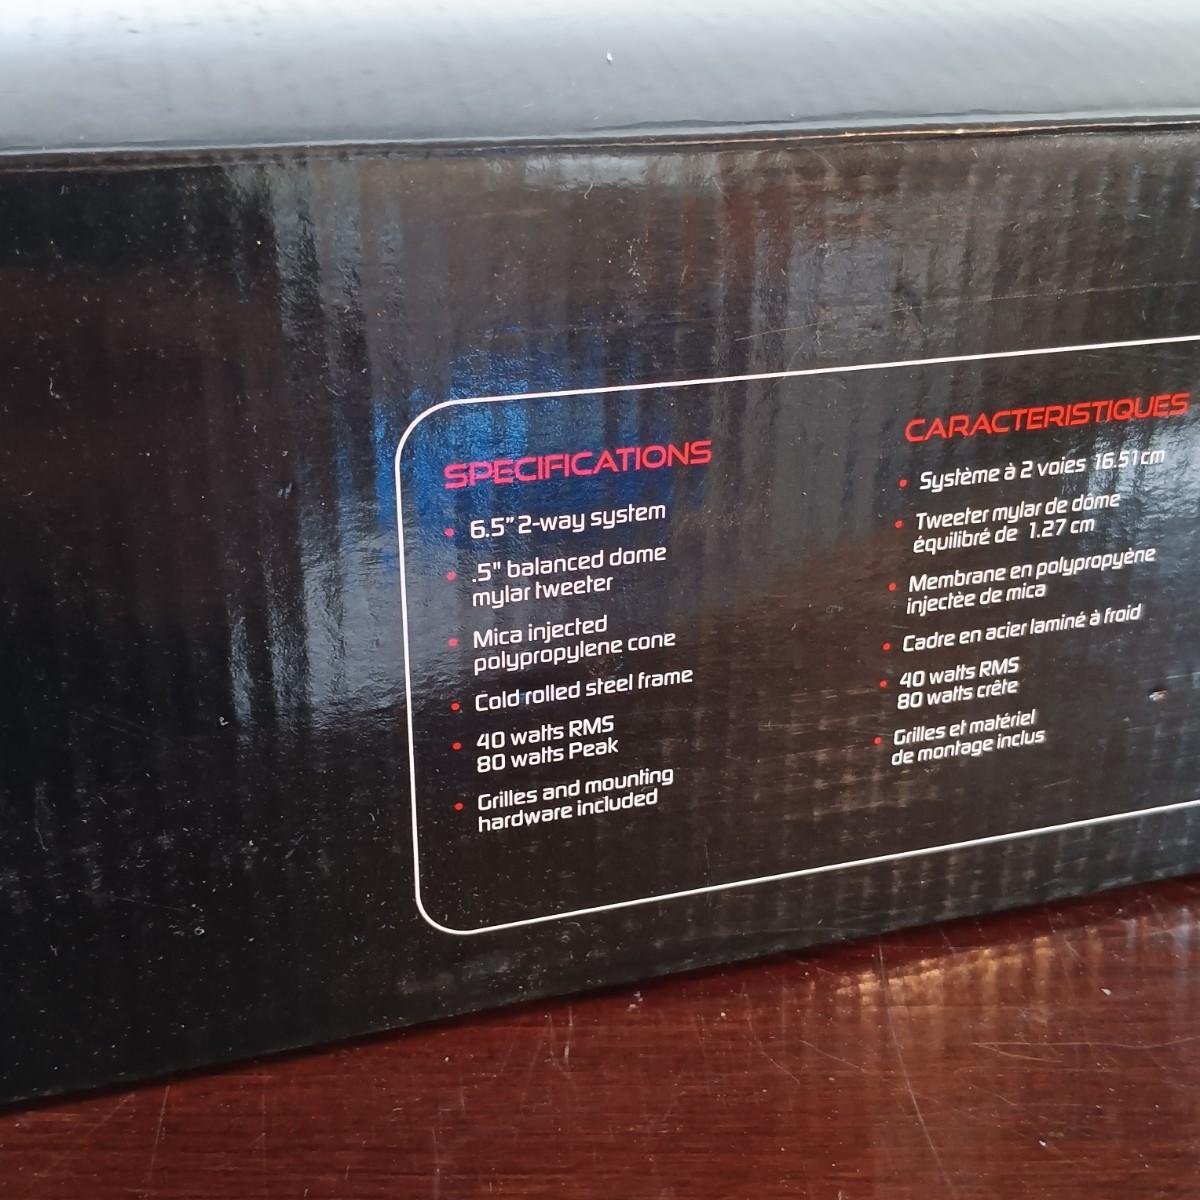 SPECIFICATIONS
6.5" 2-way system
.5" balanced dome
mylar tweeter
Mica injected
polypropylene cone
Cold rolled steel frame
40 watts RMS
80 watts Peak
Grilles and mounting
hardware included
CARACTERISTIQUES
Système à 2 voies 16.51cm
Tweeter mylar de dôme
équilibré de 1.27 cm
Membrane en polypropyène
injectèe de mica
Cadre en acier laminé à froid
40 watts RMS
80 watts crête
Grilles et matériel
de montage inclus